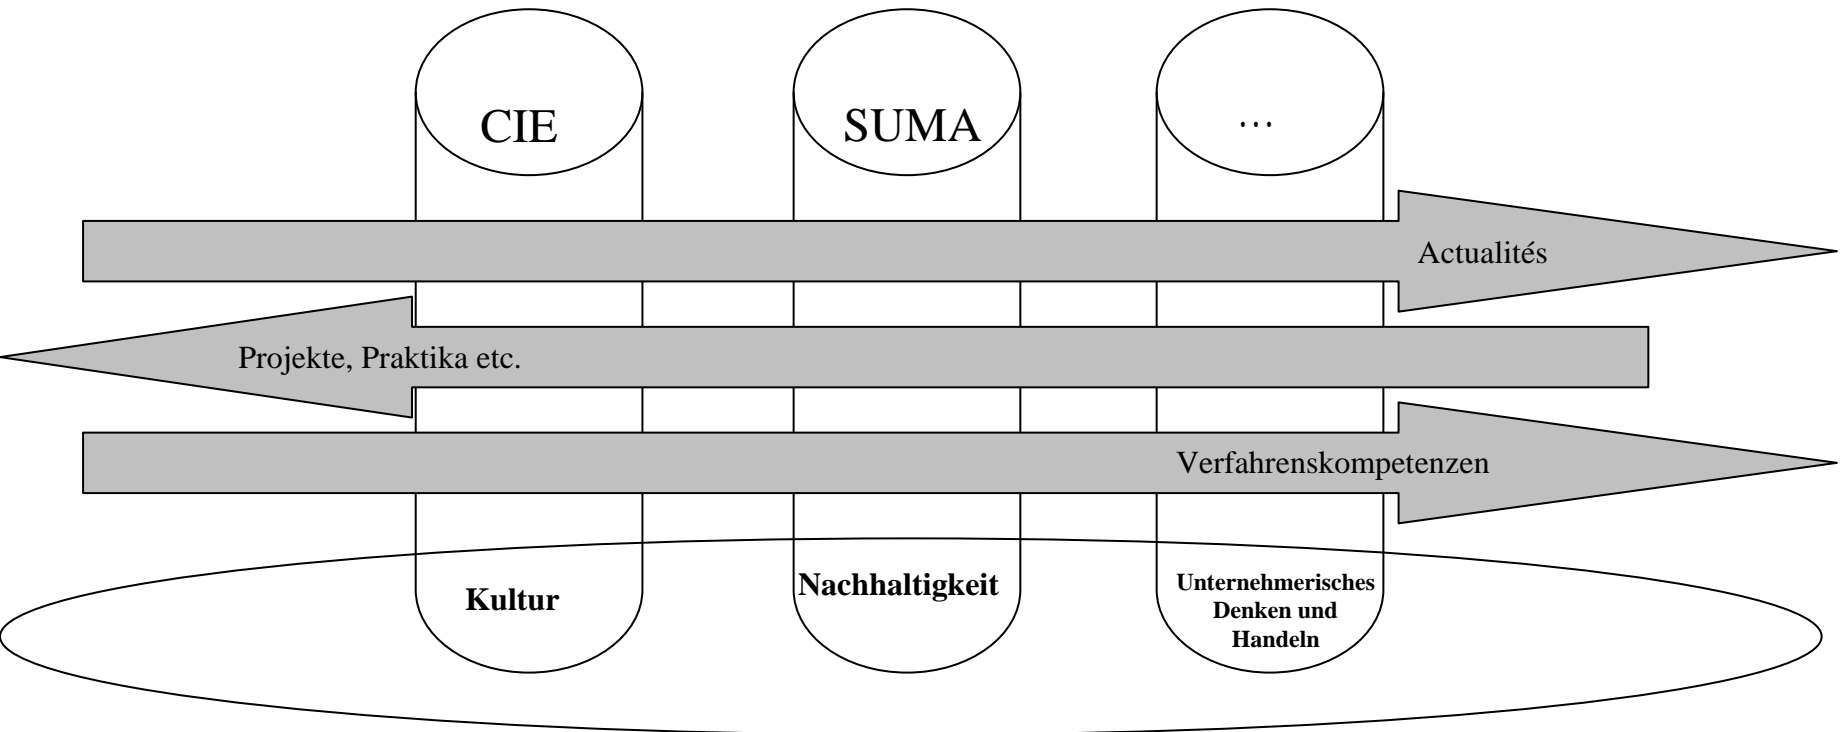 CIE
SUMA
…
Actualités
Projekte, Praktika etc.
Verfahrenskompetenzen
Kultur
Nachhaltigkeit
Unternehmerisches
Denken und
Handeln